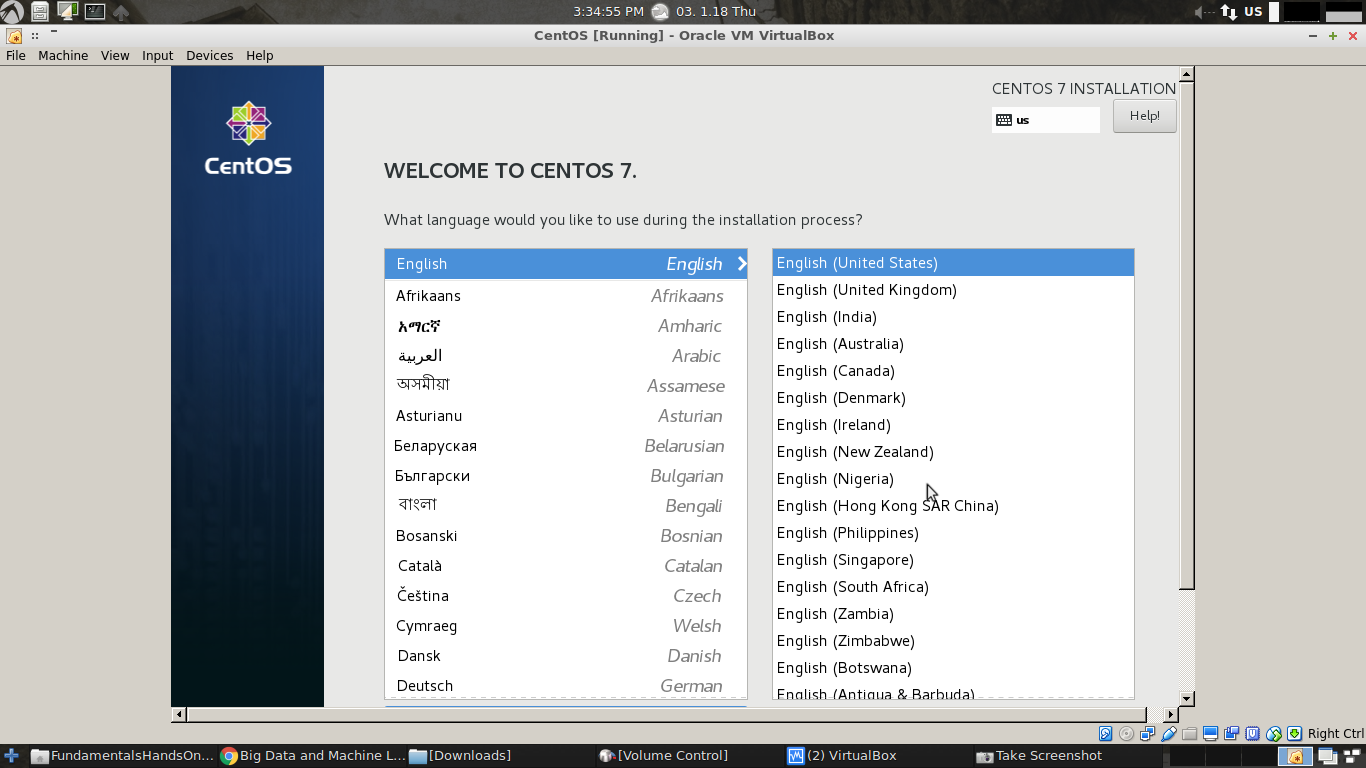 3:34:55 PM 03. 1.18 Thu US
CentOS [Running] - Oracle VM VirtualBox
File Machine View Input Devices Help
CentOS
CENTOS 7 INSTALLATION
us
Help!
WELCOME TO CENTOS 7.
What language would you like to use during the installation process?
English English
Afrikaans Afrikaans
አማርኛ Amharic
العربية Arabic
অসমীয়া Assamese
Asturianu Asturian
Беларуская Belarusian
Български Bulgarian
বাংলা Bengali
Bosanski Bosnian
Català Catalan
Čeština Czech
Cymraeg Welsh
Dansk Danish
Deutsch German
English (United States)
English (United Kingdom)
English (India)
English (Australia)
English (Canada)
English (Denmark)
English (Ireland)
English (New Zealand)
English (Nigeria)
English (Hong Kong SAR China)
English (Philippines)
English (Singapore)
English (South Africa)
English (Zambia)
English (Zimbabwe)
English (Botswana)
English (Antigua & Barbuda)
Right Ctrl
FundamentalsHandsOn... Big Data and Machine L... [Downloads] [Volume Control] (2) VirtualBox Take Screenshot